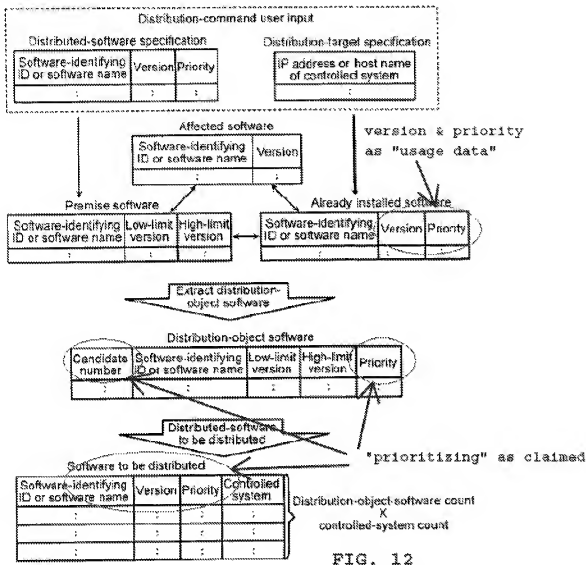 Distribution-command user input
Distributed-software specification
Distribution-target specification
Software-identifying ID or software name
Version
Priority
IP address or host name of controlled system
:
:
:
:
Affected software
Software-identifying ID or software name
Version
:
:
version & priority
as "usage data"
Premise software
Software-identifying ID or software name
Low-limit version
High-limit version
:
:
:
Already installed software
Software-identifying ID or software name
Version
Priority
:
:
:
Extract distribution-
object software
Distribution-object software
Candidate number
Software-identifying ID or software name
Low-limit version
High-limit version
Priority
:
:
:
:
:
Distributed-software
to be distributed
"prioritizing" as claimed
Software to be distributed
Software-identifying ID or software name
Version
Priority
Controlled system
:
:
:
:
:
:
:
:
:
:
:
:
Distribution-object-software count
X
controlled-system count
FIG. 12